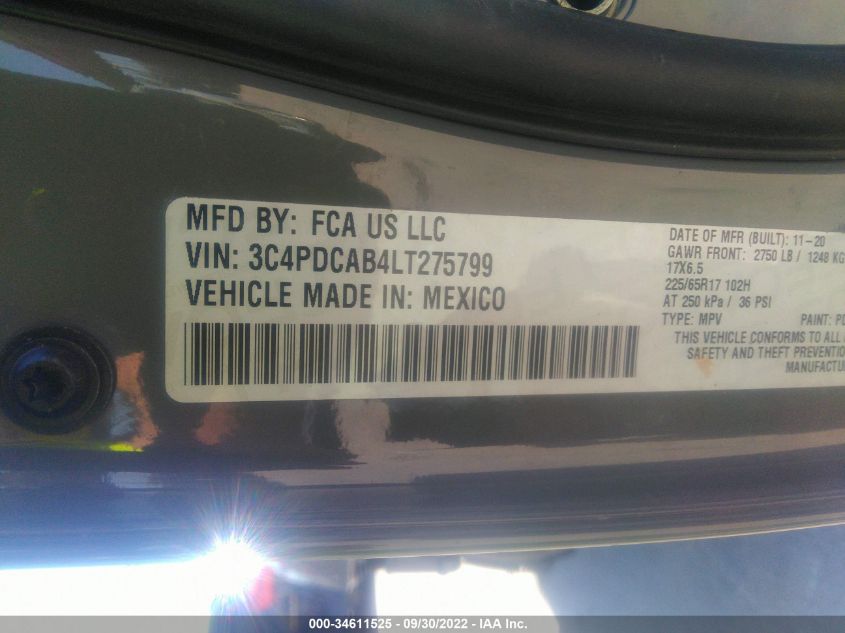 MFD BY: FCA US LLC
VIN: 3C4PDCAB4LT275799
VEHICLE MADE IN: MEXICO
DATE OF MFR (BUILT): 11-20
GAWR FRONT: 2750 LB / 1248 KG
17X6.5
225/65R17 102H
AT 250 kPa / 36 PSI
TYPE: MPV PAINT:
THIS VEHICLE CONFORMS TO ALL
SAFETY AND THEFT PREVENTIO
MANUFACTU
000-34611525 - 09/30/2022 - IAA Inc.